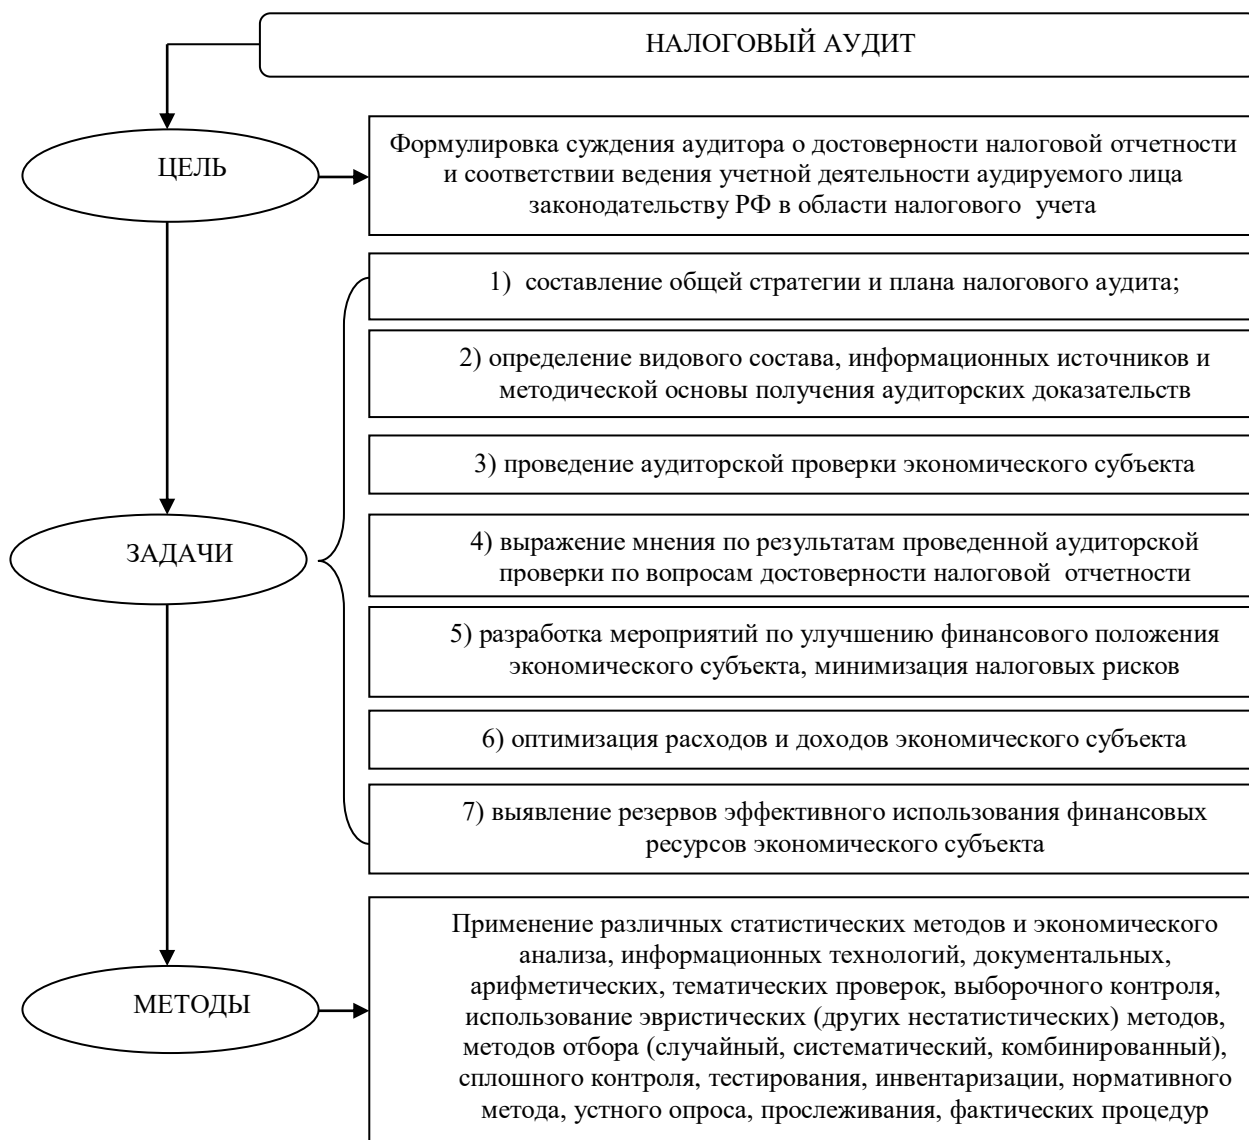 НАЛОГОВЫЙ АУДИТ
ЦЕЛЬ
Формулировка суждения аудитора о достоверности налоговой отчетности
и соответствии ведения учетной деятельности аудируемого лица
законодательству РФ в области налогового учета
1) составление общей стратегии и плана налогового аудита;
2) определение видового состава, информационных источников и
методической основы получения аудиторских доказательств
3) проведение аудиторской проверки экономического субъекта
ЗАДАЧИ
4) выражение мнения по результатам проведенной аудиторской
проверки по вопросам достоверности налоговой отчетности
5) разработка мероприятий по улучшению финансового положения
экономического субъекта, минимизация налоговых рисков
6) оптимизация расходов и доходов экономического субъекта
7) выявление резервов эффективного использования финансовых
ресурсов экономического субъекта
МЕТОДЫ
Применение различных статистических методов и экономического
анализа, информационных технологий, документальных,
арифметических, тематических проверок, выборочного контроля,
использование эвристических (других нестатистических) методов,
методов отбора (случайный, систематический, комбинированный),
сплошного контроля, тестирования, инвентаризации, нормативного
метода, устного опроса, прослеживания, фактических процедур